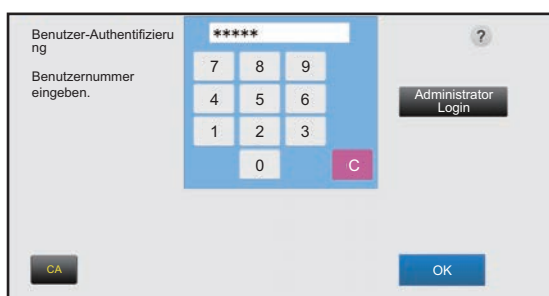 Benutzer-Authentifizieru
ng
Benutzernummer
eingeben.
*****
7 8 9
4 5 6
1 2 3
0 C
?
Administrator
Login
CA
OK